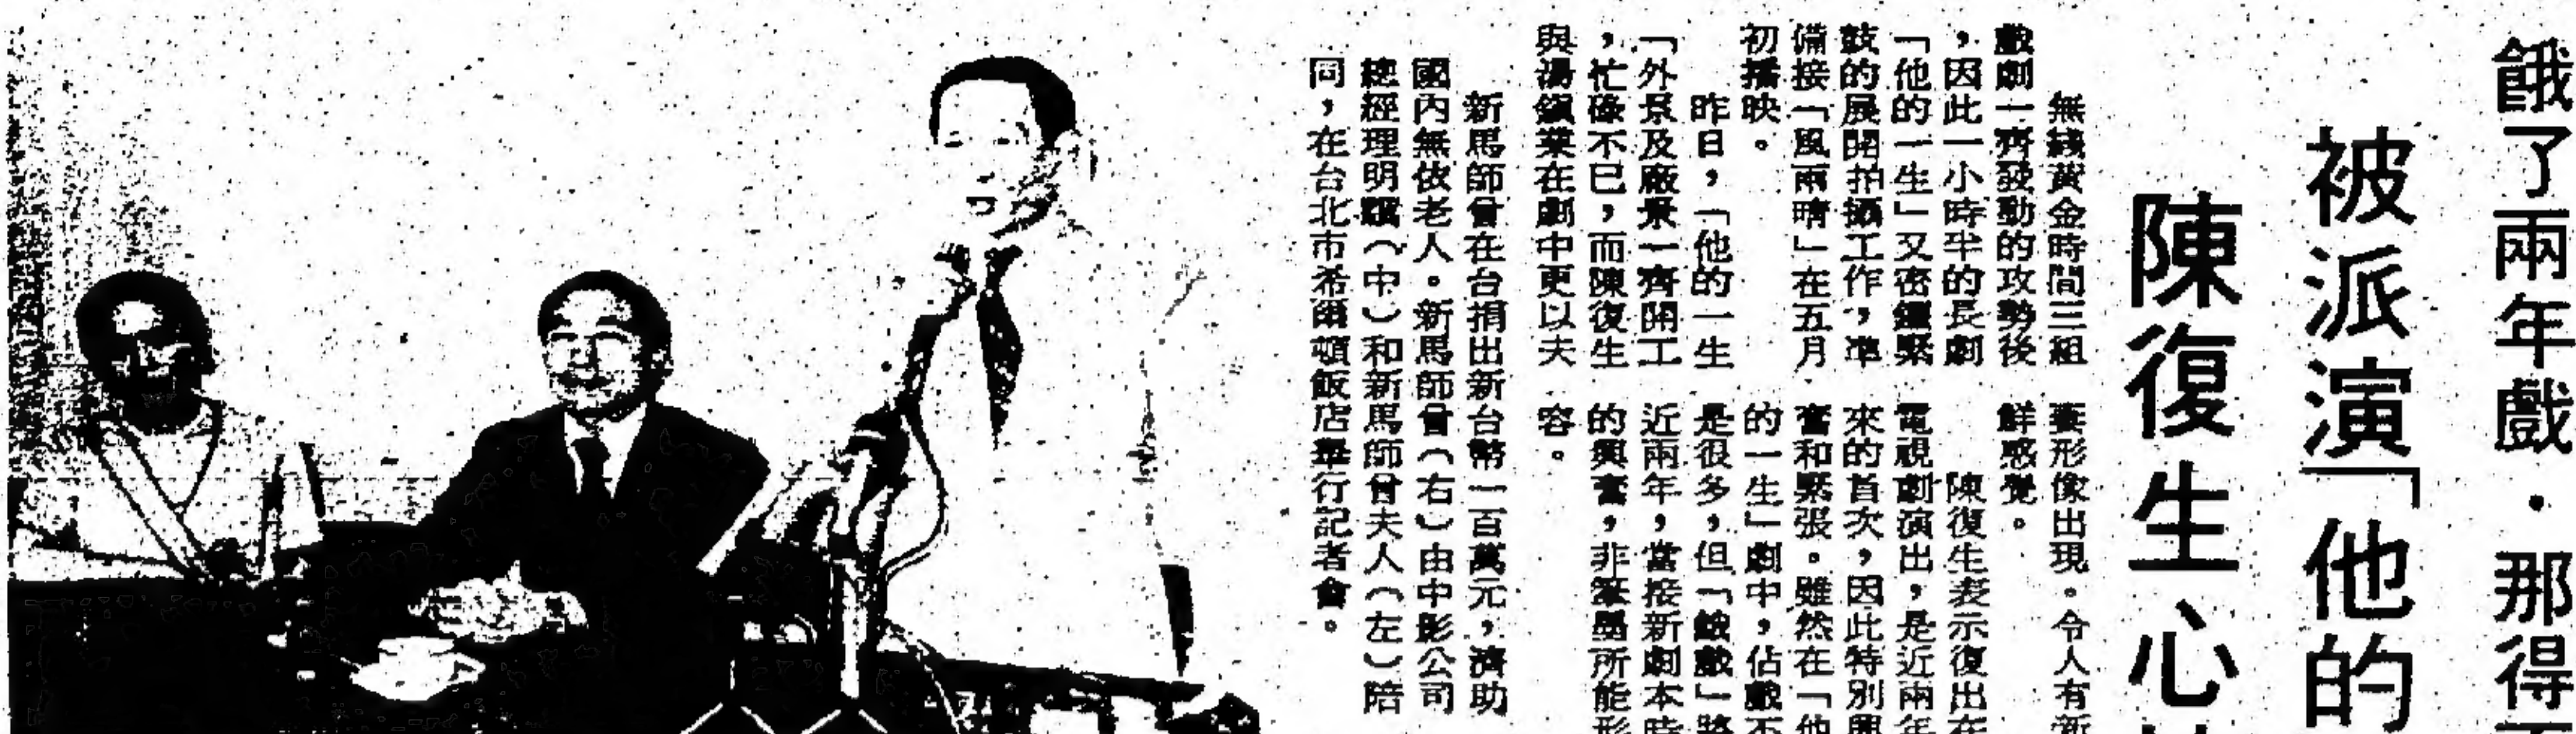 餓了兩年戲·那得
被派演「他的
陳復生心
無綫黃金時間三組
戲劇一齊發動的攻勢後
，因此一小時半的長劇
「他的一生」又密鑼緊
鼓的展開拍攝工作，準
備接「風雨晴」在五月
初播映。
昨日，「他的一生
「外景及廠景一齊開工
，忙碌不已，而陳復生
與湯鎮業在劇中更以夫
妻形像出現。令人有新
鮮感覺。
陳復生表示復出在
電視劇演出，是近兩年
來的首次，因此特別興
奮和緊張。雖然在「他
的一生」劇中，佔戲不
是很多，但「餓戲」將
近兩年，當接新劇本時
的興奮，非筆墨所能形
容。
新馬師曾在台捐出新台幣一百萬元，濟助
國內無依老人。新馬師曾（右）由中影公司
總經理明驥（中）和新馬師曾夫人（左）陪
同，在台北市希爾頓飯店舉行記者會。